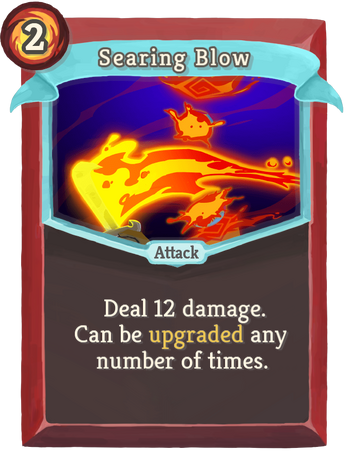 2
Searing Blow
Attack
Deal 12 damage.
Can be upgraded any
number of times.